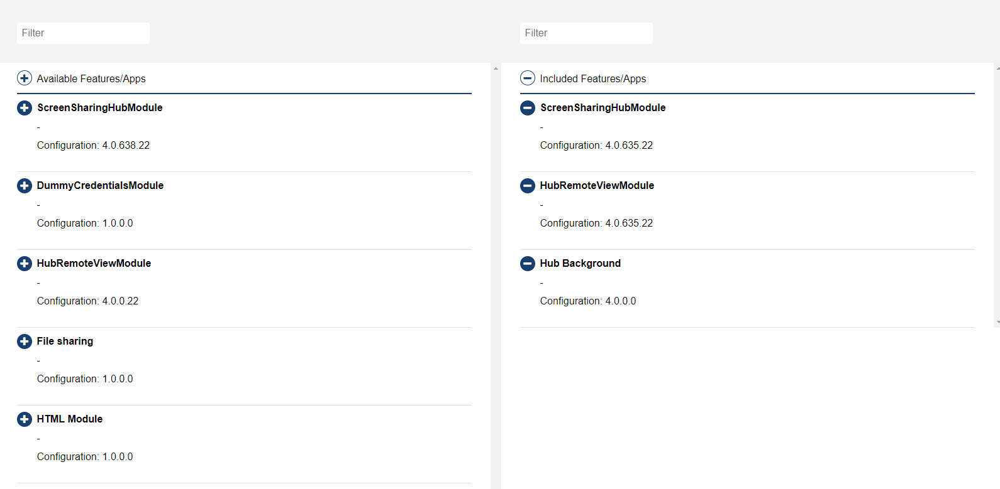 Filter
Available Features/Apps
ScreenSharingHubModule
-
Configuration: 4.0.638.22
DummyCredentialsModule
-
Configuration: 1.0.0.0
HubRemoteViewModule
-
Configuration: 4.0.0.22
File sharing
-
Configuration: 1.0.0.0
HTML Module
-
Configuration: 1.0.0.0
Filter
Included Features/Apps
ScreenSharingHubModule
-
Configuration: 4.0.635.22
HubRemoteViewModule
-
Configuration: 4.0.635.22
Hub Background
-
Configuration: 4.0.0.0